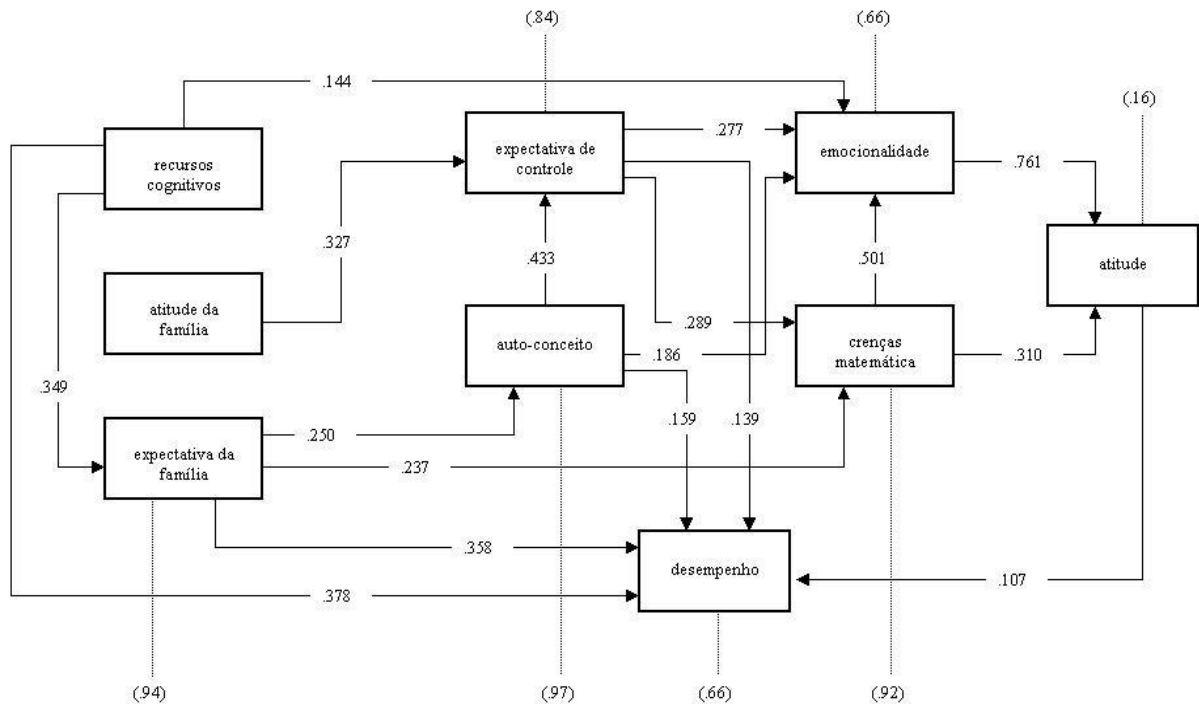 (.84)
(.66)
.144
(.16)
recursos
cognitivos
expectativa de
controle
.277
emocionalidade
.761
.327
.433
.501
atitude
atitude da
família
auto-conceito
.289
.186
crenças
matemática
.310
.349
.159
.139
expectativa da
família
.250
.237
.358
desempenho
.107
.378
(.94)
(.97)
(.66)
(.92)